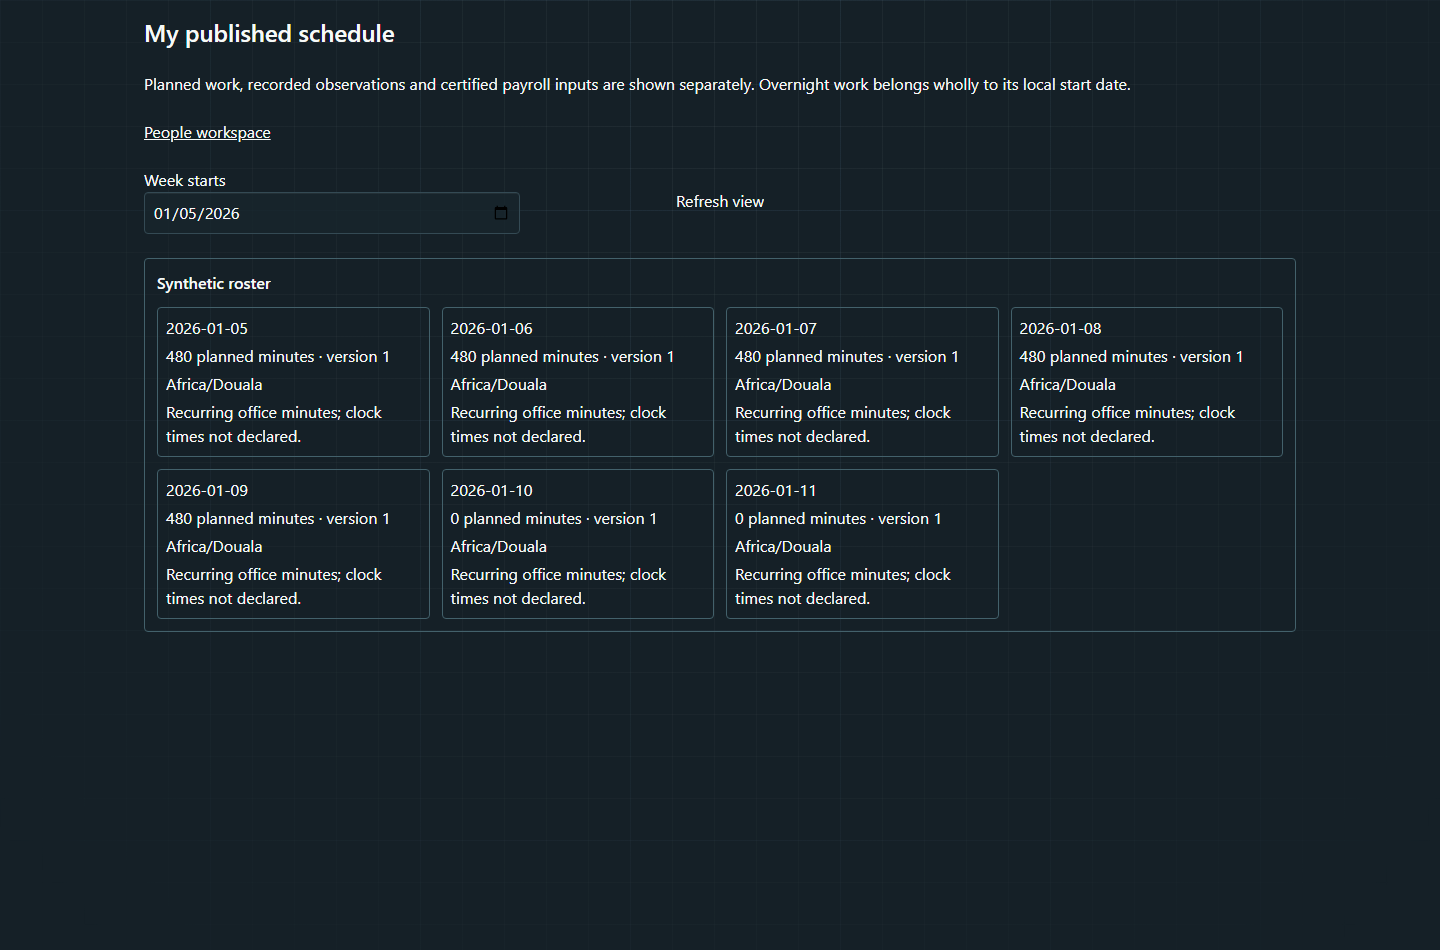 My published schedule
Planned work, recorded observations and certified payroll inputs are shown separately. Overnight work belongs wholly to its local start date.
People workspace
Week starts
01/05/2026
Refresh view
Synthetic roster
2026-01-05
480 planned minutes · version 1
Africa/Douala
Recurring office minutes; clock
times not declared.
2026-01-06
480 planned minutes · version 1
Africa/Douala
Recurring office minutes; clock
times not declared.
2026-01-07
480 planned minutes · version 1
Africa/Douala
Recurring office minutes; clock
times not declared.
2026-01-08
480 planned minutes · version 1
Africa/Douala
Recurring office minutes; clock
times not declared.
2026-01-09
480 planned minutes · version 1
Africa/Douala
Recurring office minutes; clock
times not declared.
2026-01-10
0 planned minutes · version 1
Africa/Douala
Recurring office minutes; clock
times not declared.
2026-01-11
0 planned minutes · version 1
Africa/Douala
Recurring office minutes; clock
times not declared.